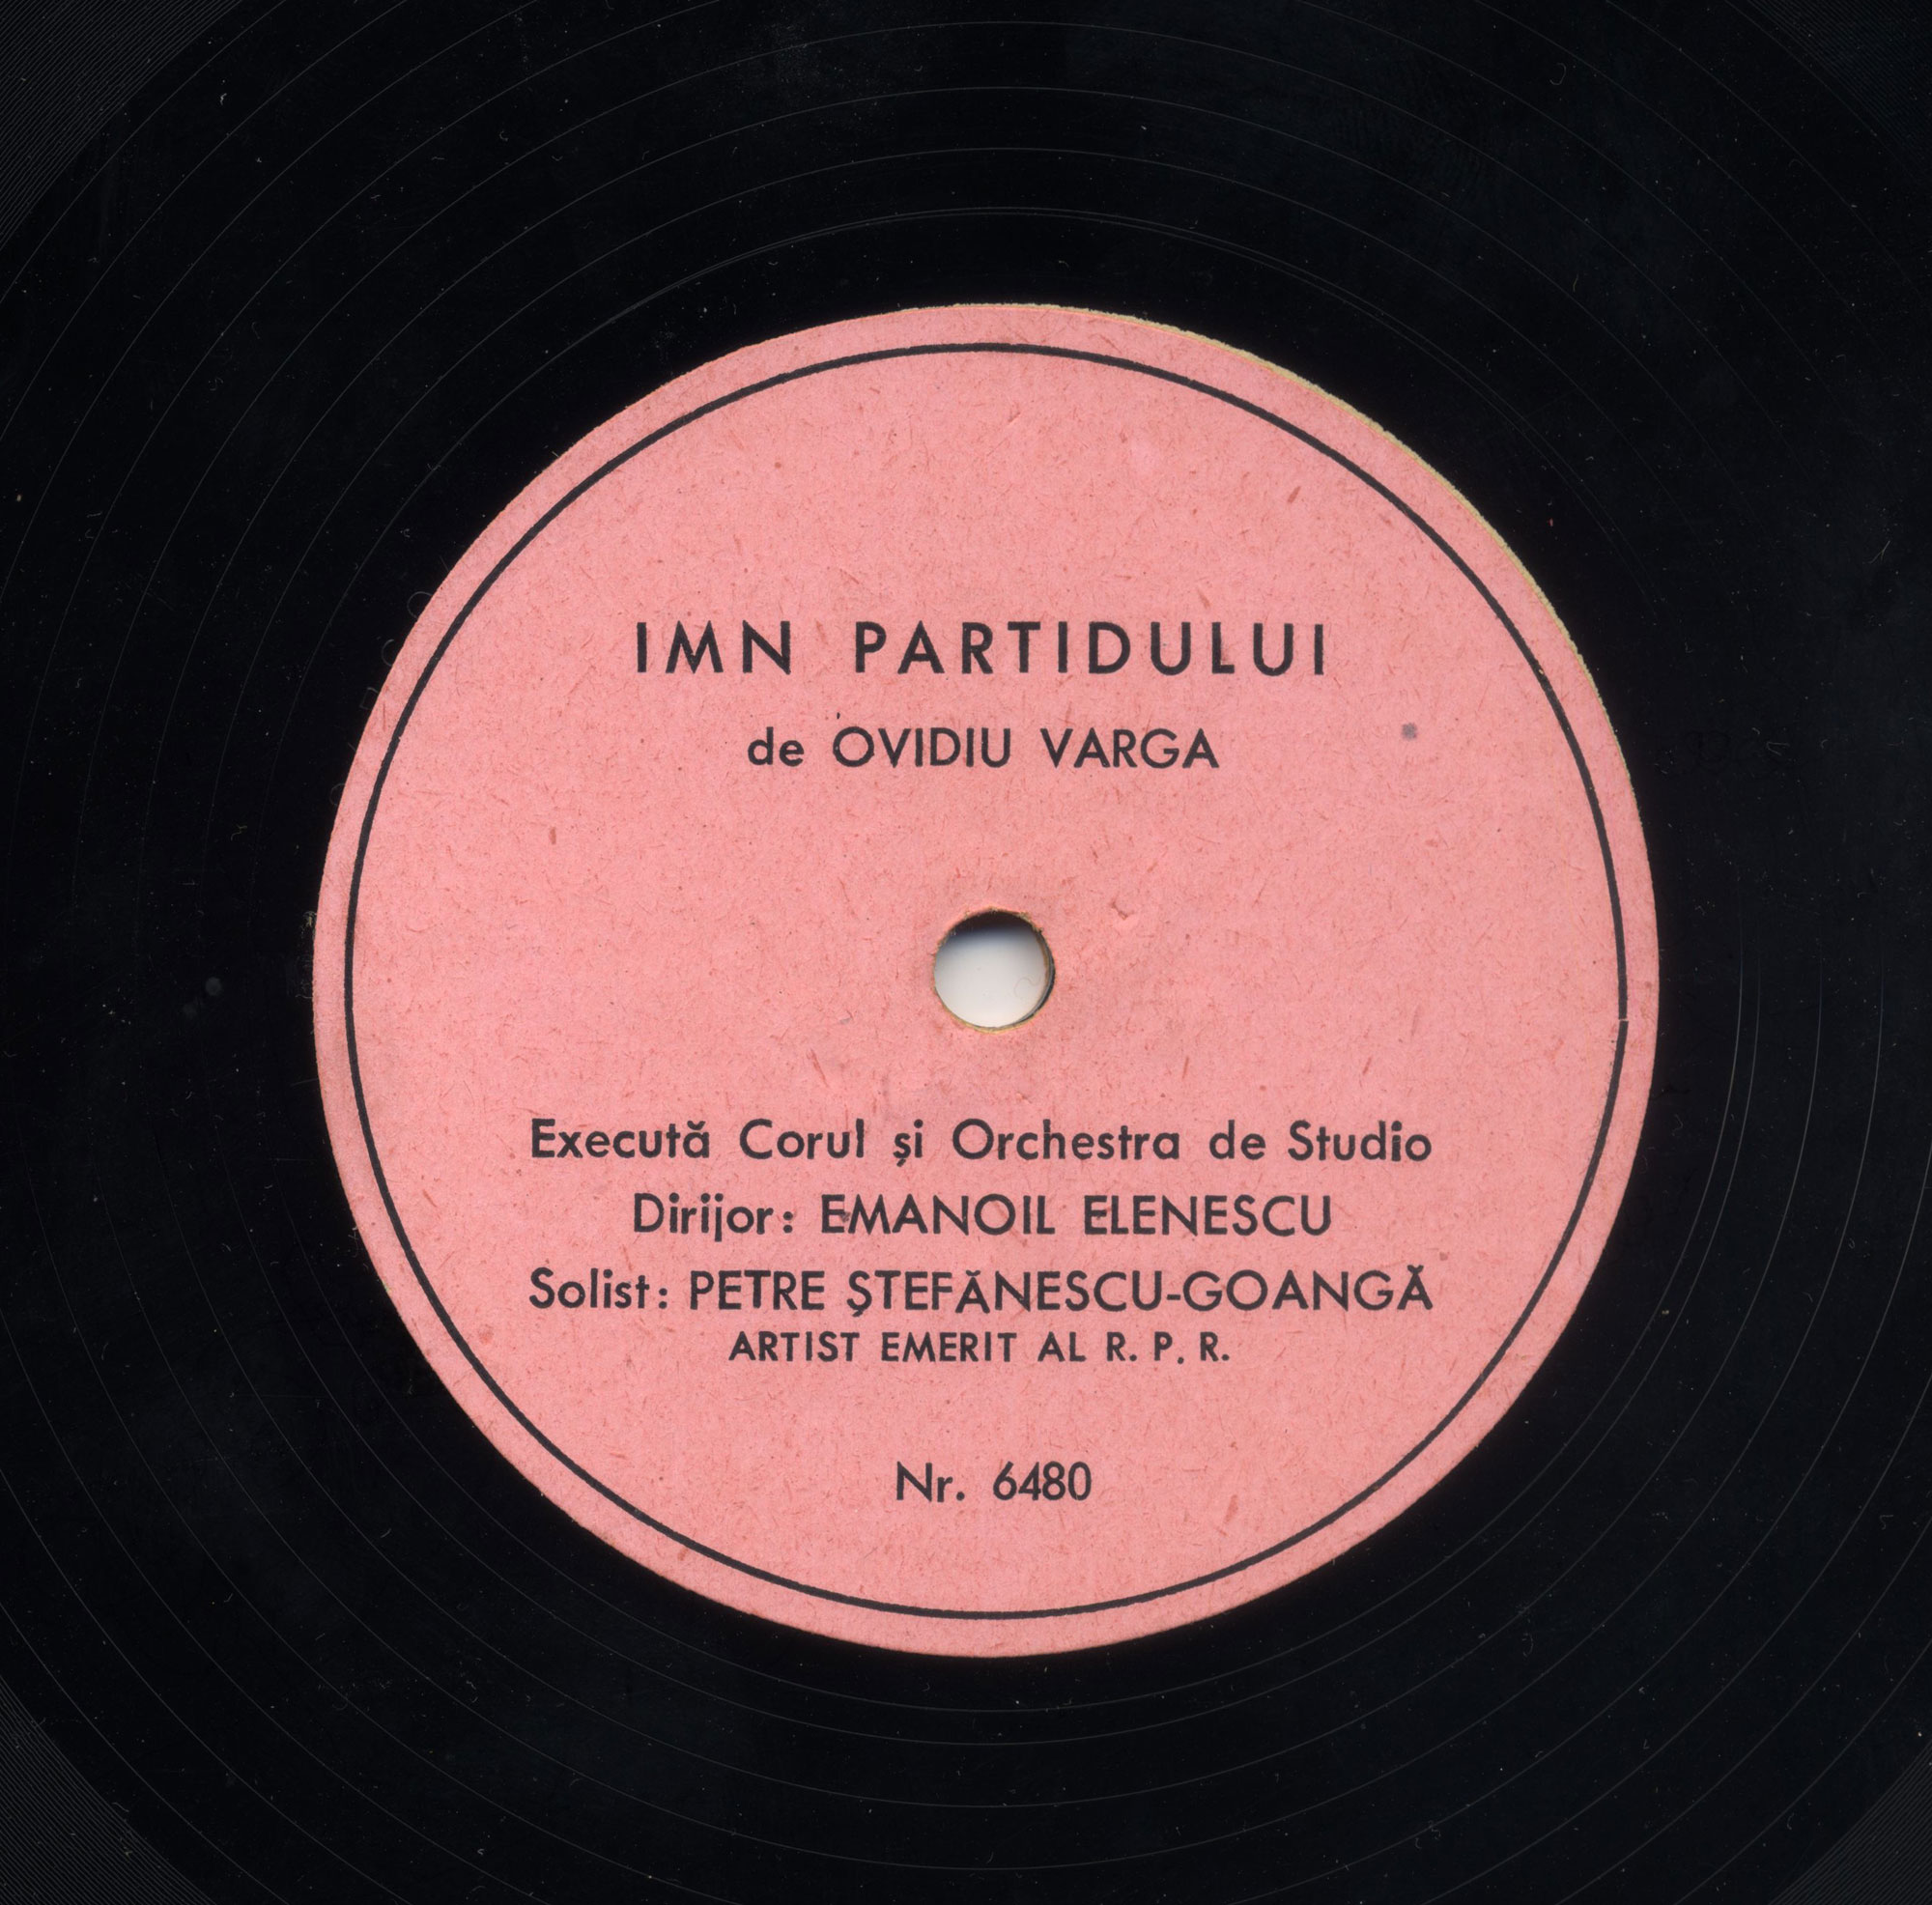 IMN PARTIDULUI
de OVIDIU VARGA
Execută Corul și Orchestra de Studio
Dirijor: EMANOIL ELENESCU
Solist: PETRE ȘTEFĂNESCU-GOANGĂ
ARTIST EMERIT AL R. P. R.
Nr. 6480